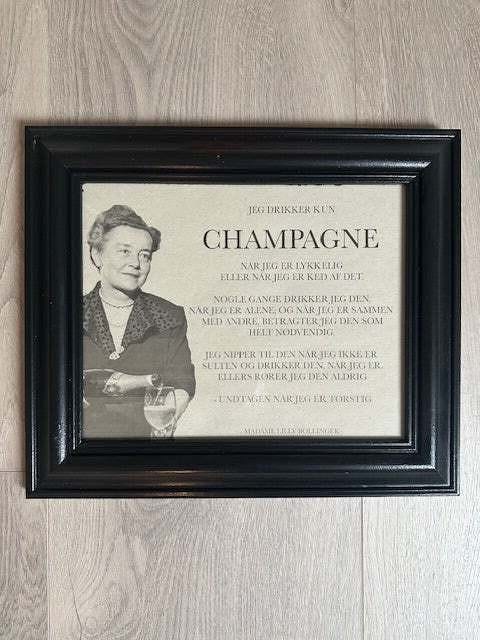 JEG DRIKKER KUN
CHAMPAGNE
NÅR JEG ER LYKKELIG
ELLER NÅR JEG ER KED AF DET.
NOGLE GANGE DRIKKER JEG DEN,
NÅR JEG ER ALENE; OG NÅR JEG ER SAMMEN
MED ANDRE, BETRAGTER JEG DEN SOM
HELT NØDVENDIG.
JEG NIPPER TIL DEN NÅR JEG IKKE ER
SULTEN OG DRIKKER DEN, NÅR JEG ER.
ELLERS RØRER JEG DEN ALDRIG
- UNDTAGEN NÅR JEG ER TØRSTIG
- MADAME LILLY BOLLINGER-